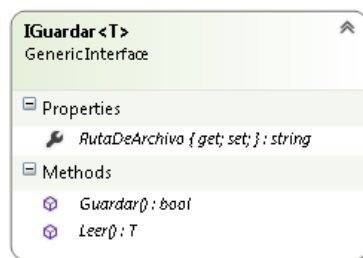 IGuardar<T>
GenericInterface
Properties
RutaDeArchivo { get; set; } : string
Methods
Guardar() : bool
Leer() : T